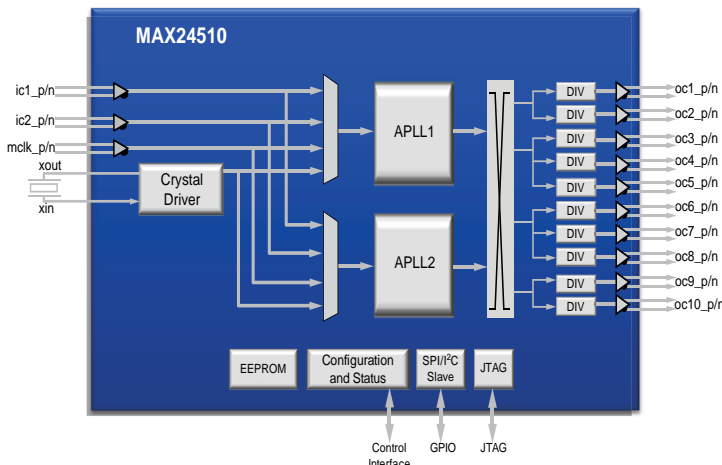 MAX24510
ic1_p/n
ic2_p/n
mclk_p/n
xout
xin
Crystal
Driver
APLL1
APLL2
DIV
DIV
DIV
DIV
DIV
DIV
DIV
DIV
DIV
DIV
oc1_p/n
oc2_p/n
oc3_p/n
oc4_p/n
oc5_p/n
oc6_p/n
oc7_p/n
oc8_p/n
oc9_p/n
oc10_p/n
EEPROM
Configuration
and Status
SPI/I²C
Slave
JTAG
Control
Interface
GPIO
JTAG